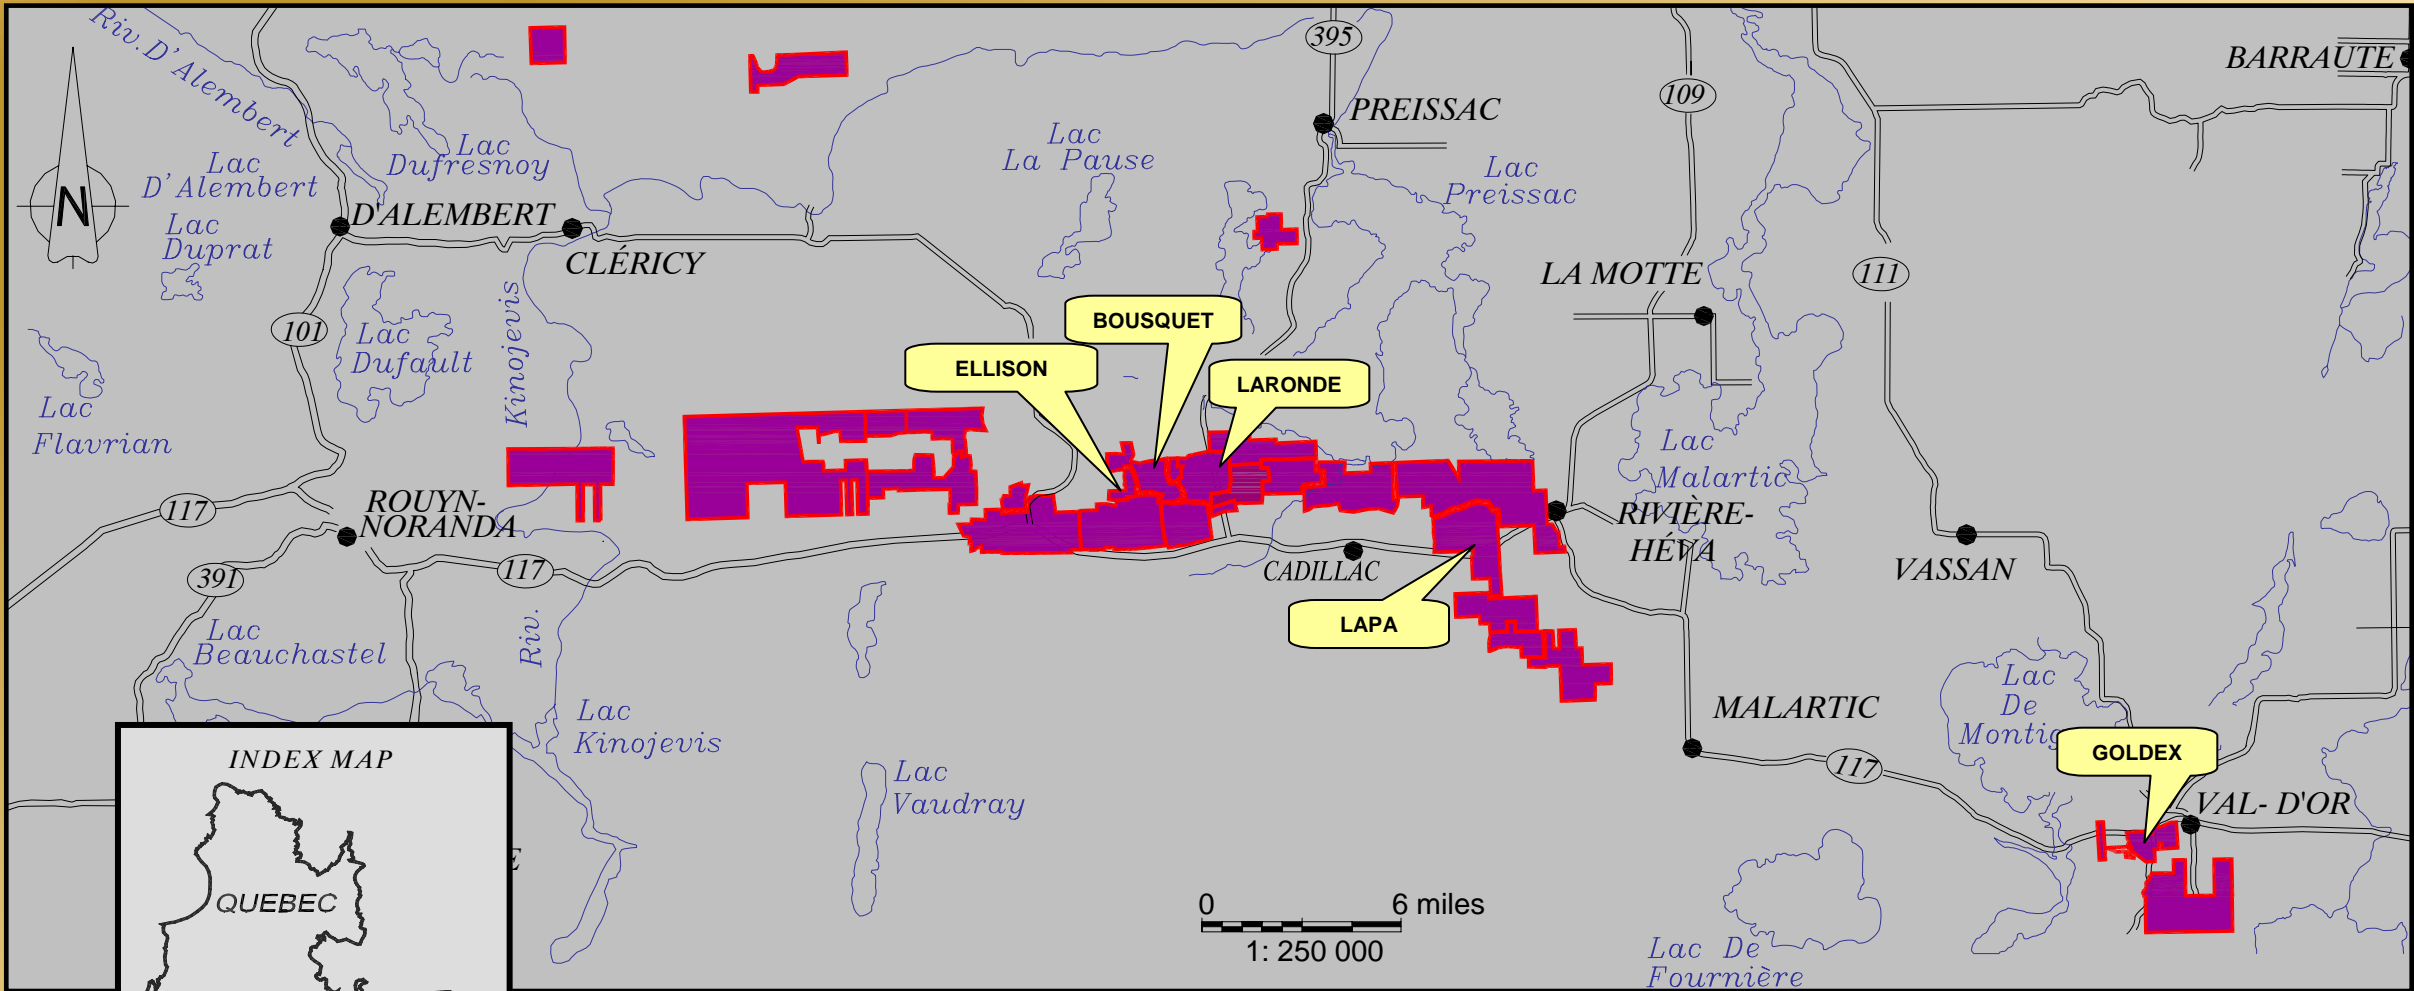 Riv. D'Alembert
395
109
BARRAUTE
PREISSAC
Lac
Dufresnoy
Lac
D'Alembert
Lac
La Pause
Lac
Preissac
D'ALEMBERT
Lac
Duprat
CLÉRICY
N
LA MOTTE
111
101
Lac
Dufault
Kinojevis
BOUSQUET
ELLISON
LARONDE
Lac
Flavrian
Lac
Malartic
117
ROUYN-
NORANDA
RIVIÈRE-
HÉVA
391
117
CADILLAC
VASSAN
LAPA
Lac
Beauchastel
Riv.
Lac
Kinojevis
MALARTIC
Lac
De
Montig
GOLDEX
117
VAL- D'OR
Lac
Vaudray
INDEX MAP
QUEBEC
E
0 6 miles
1: 250 000
Lac De
Fournière